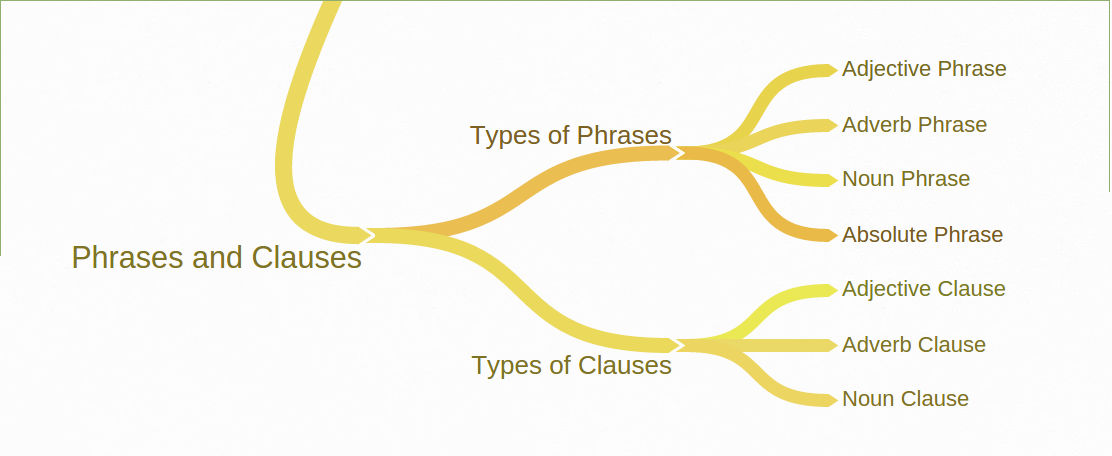 Phrases and Clauses
Types of Phrases
Adjective Phrase
Adverb Phrase
Noun Phrase
Absolute Phrase
Types of Clauses
Adjective Clause
Adverb Clause
Noun Clause